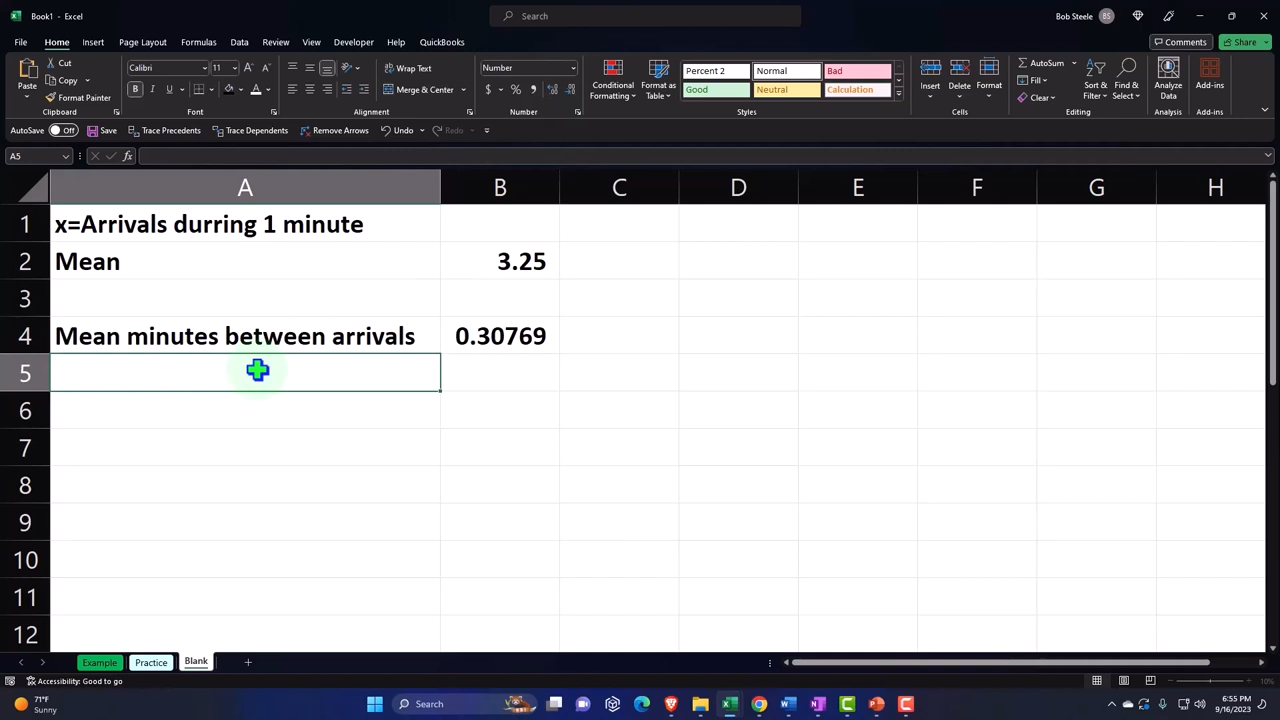 Book1 - Excel
Search
Bob Steele
BS
File
Home
Insert
Page Layout
Formulas
Data
Review
View
Developer
Help
QuickBooks
Comments
Share
Paste
Cut
Copy
Format Painter
Clipboard
Calibri
11
Font
Wrap Text
Merge & Center
Alignment
Number
Number
Conditional
Formatting
Format as
Table
Percent 2
Normal
Bad
Good
Neutral
Calculation
Styles
Insert
Delete
Format
Cells
AutoSum
Fill
Clear
Sort &
Filter
Find &
Select
Editing
Analyze
Data
Analysis
Add-ins
Add-ins
AutoSave
Off
Save
Trace Precedents
Trace Dependents
Remove Arrows
Undo
Redo
A5
fx
A B C D E F G H
1 x=Arrivals durring 1 minute
2 Mean 3.25
3
4 Mean minutes between arrivals 0.30769
5
6
7
8
9
10
11
12
Example
Practice
Blank
Accessibility: Good to go
10%
71°F
Sunny
Search
6:55 PM
9/16/2023